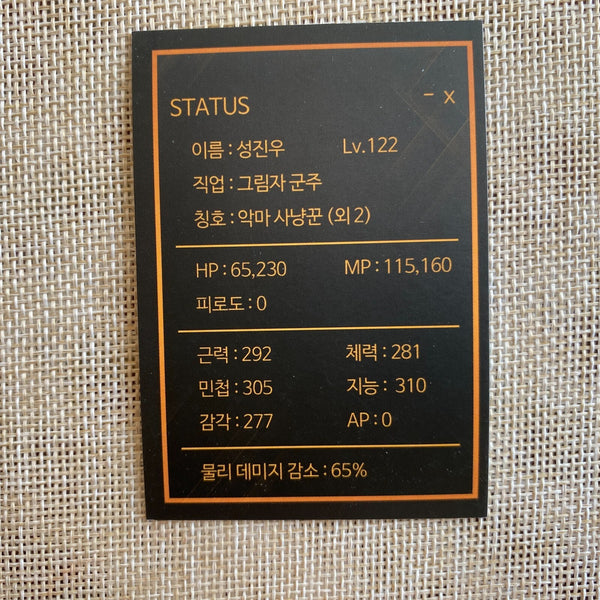 STATUS - x
이름 : 성진우 Lv.122
직업 : 그림자 군주
칭호 : 악마 사냥꾼 (외 2)
HP : 65,230 MP : 115,160
피로도 : 0
근력 : 292 체력 : 281
민첩 : 305 지능 : 310
감각 : 277 AP : 0
물리 데미지 감소 : 65%